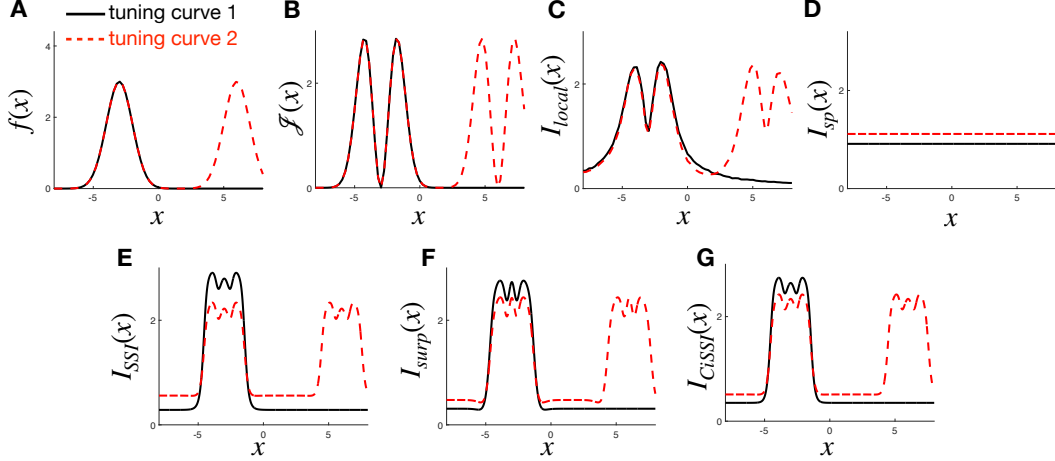 A
tuning curve 1
tuning curve 2
f(x)
4
2
0
-5
0
5
x
B
𝒥(x)
2
0
-5
0
5
x
C
I_local(x)
2
0
-5
0
5
x
D
I_sp(x)
2
0
-5
0
5
x
E
I_SSI(x)
2
0
-5
0
5
x
F
I_surp(x)
2
0
-5
0
5
x
G
I_CiSSI(x)
2
0
-5
0
5
x